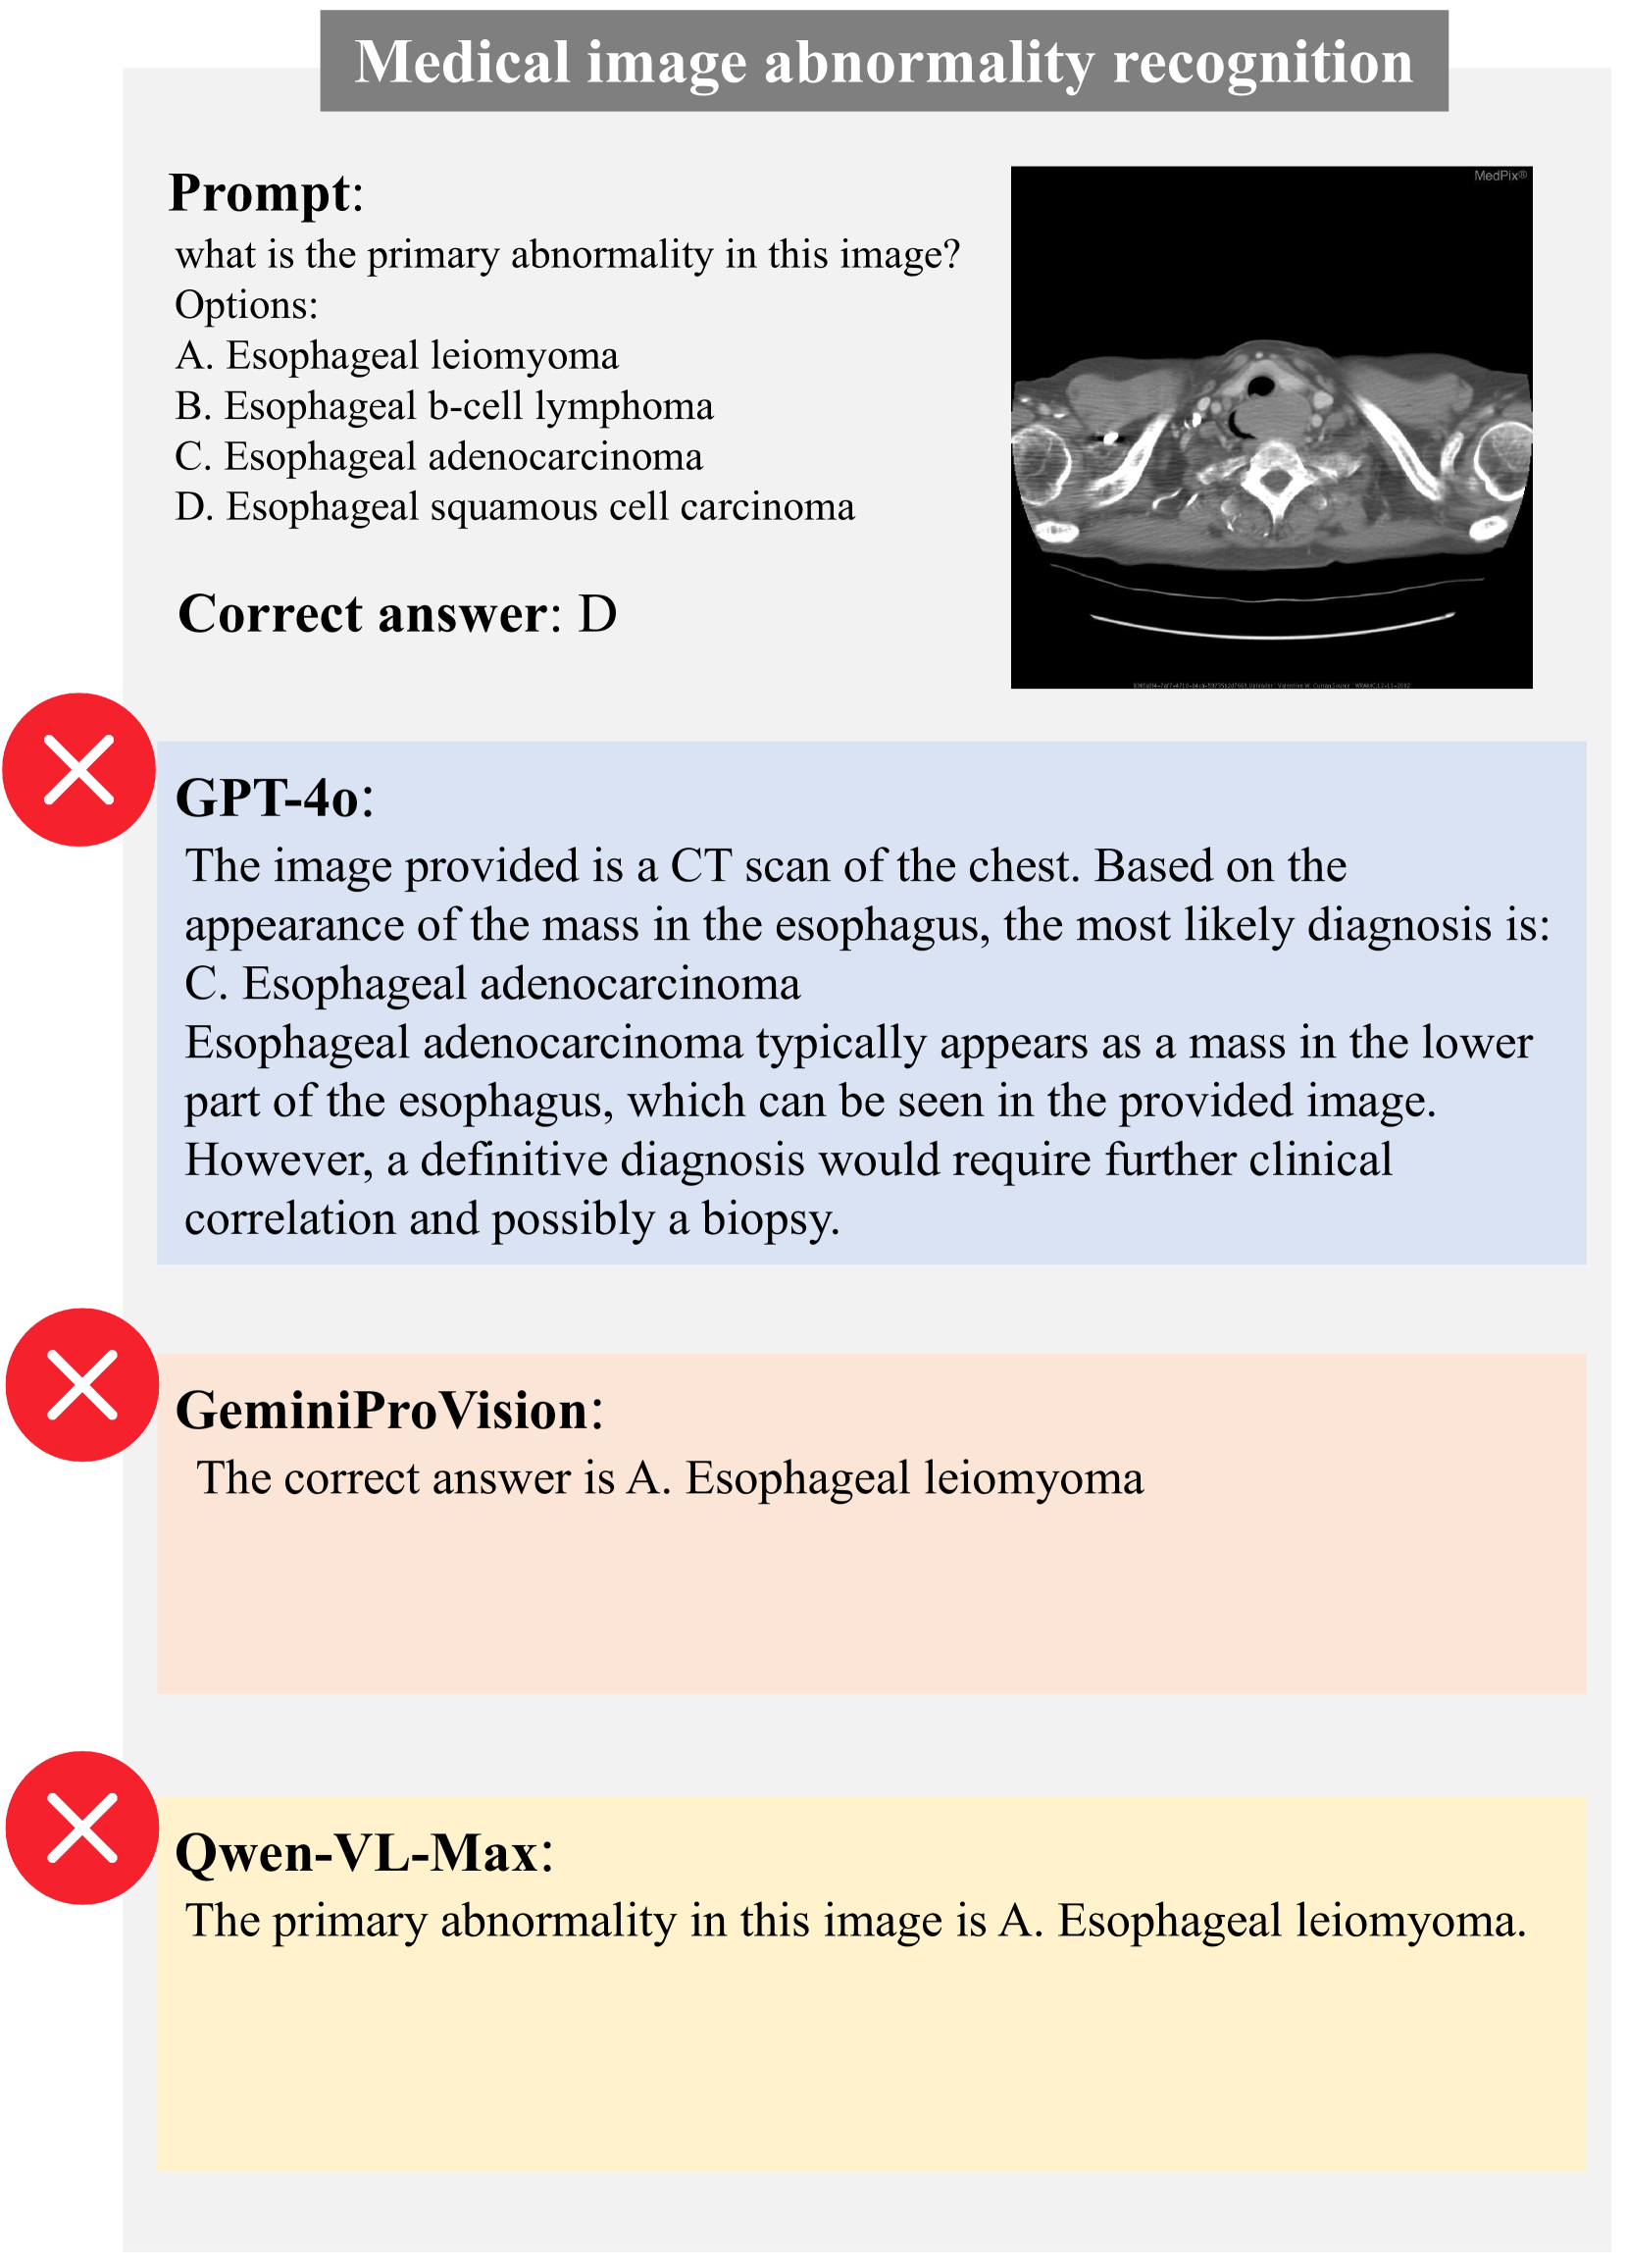 Medical image abnormality recognition
Prompt:
what is the primary abnormality in this image?
Options:
A. Esophageal leiomyoma
B. Esophageal b-cell lymphoma
C. Esophageal adenocarcinoma
D. Esophageal squamous cell carcinoma
Correct answer: D
MedPix®
GPT-4o:
The image provided is a CT scan of the chest. Based on the
appearance of the mass in the esophagus, the most likely diagnosis is:
C. Esophageal adenocarcinoma
Esophageal adenocarcinoma typically appears as a mass in the lower
part of the esophagus, which can be seen in the provided image.
However, a definitive diagnosis would require further clinical
correlation and possibly a biopsy.
GeminiProVision:
The correct answer is A. Esophageal leiomyoma
Qwen-VL-Max:
The primary abnormality in this image is A. Esophageal leiomyoma.